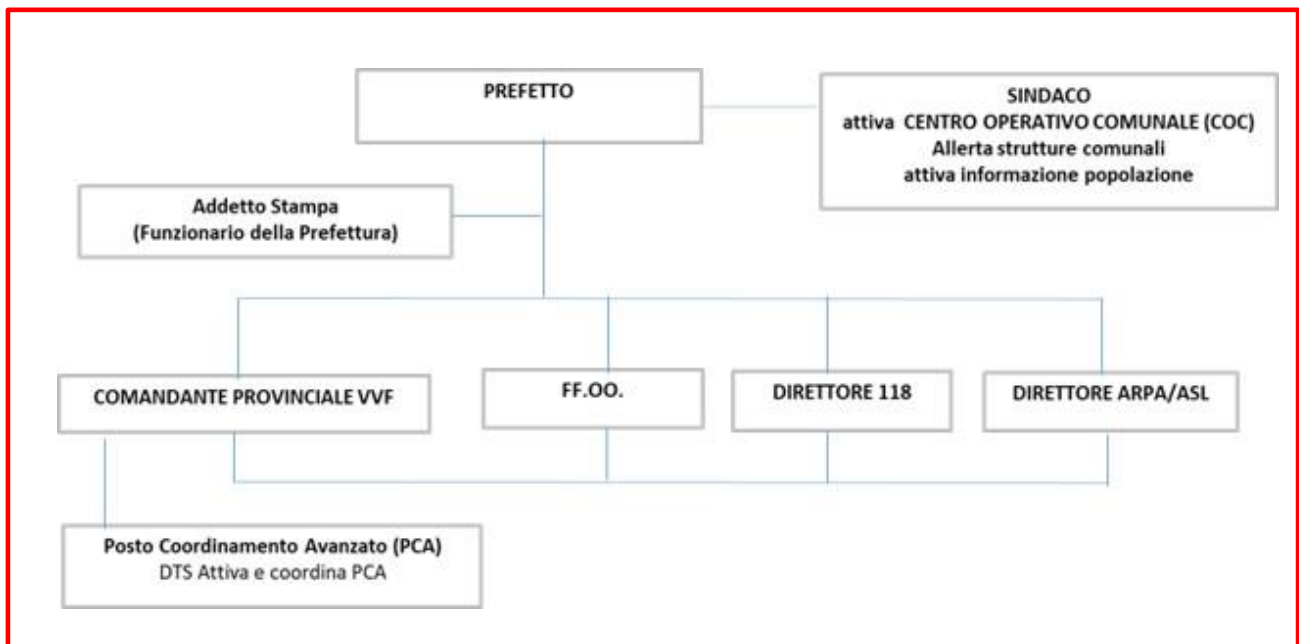 PREFETTO
SINDACO
attiva CENTRO OPERATIVO COMUNALE (COC)
Allerta strutture comunali
attiva informazione popolazione
Addetto Stampa
(Funzionario della Prefettura)
COMANDANTE PROVINCIALE VVF
FF.OO.
DIRETTORE 118
DIRETTORE ARPA/ASL
Posto Coordinamento Avanzato (PCA)
DTS Attiva e coordina PCA